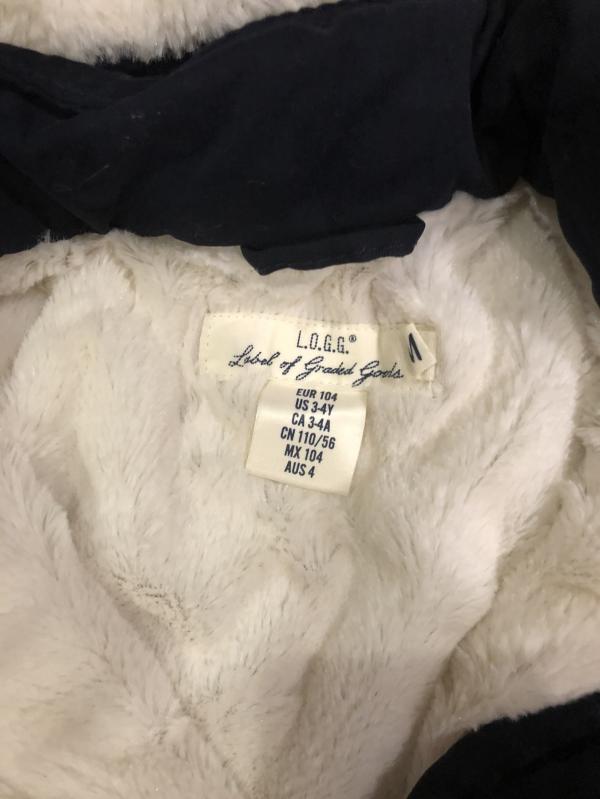 L.O.G.G.®
Label of Graded Goods
EUR 104
US 3-4Y
CA 3-4A
CN 110/56
MX 104
AUS 4